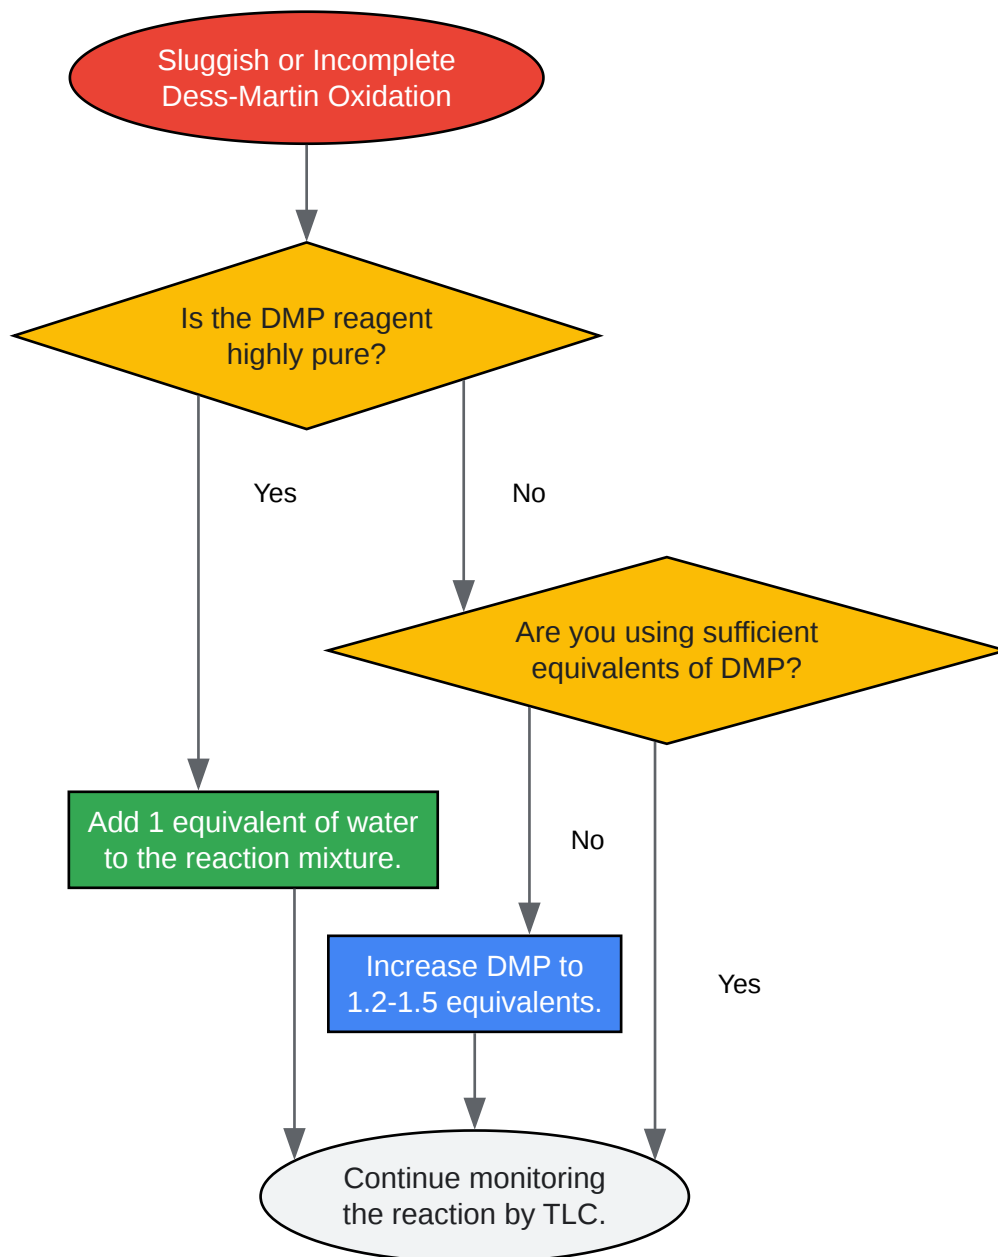 Sluggish or Incomplete
Dess-Martin Oxidation
Is the DMP reagent
highly pure?
Yes
No
Are you using sufficient
equivalents of DMP?
Add 1 equivalent of water
to the reaction mixture.
No
Increase DMP to
1.2-1.5 equivalents.
Yes
Continue monitoring
the reaction by TLC.